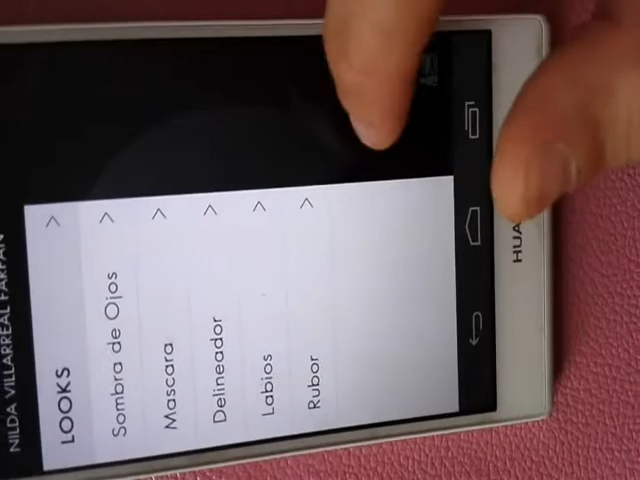 NILDA VILLARREAL FARFAN
LOOKS
Sombra de Ojos
Mascara
Delineador
Labios
Rubor